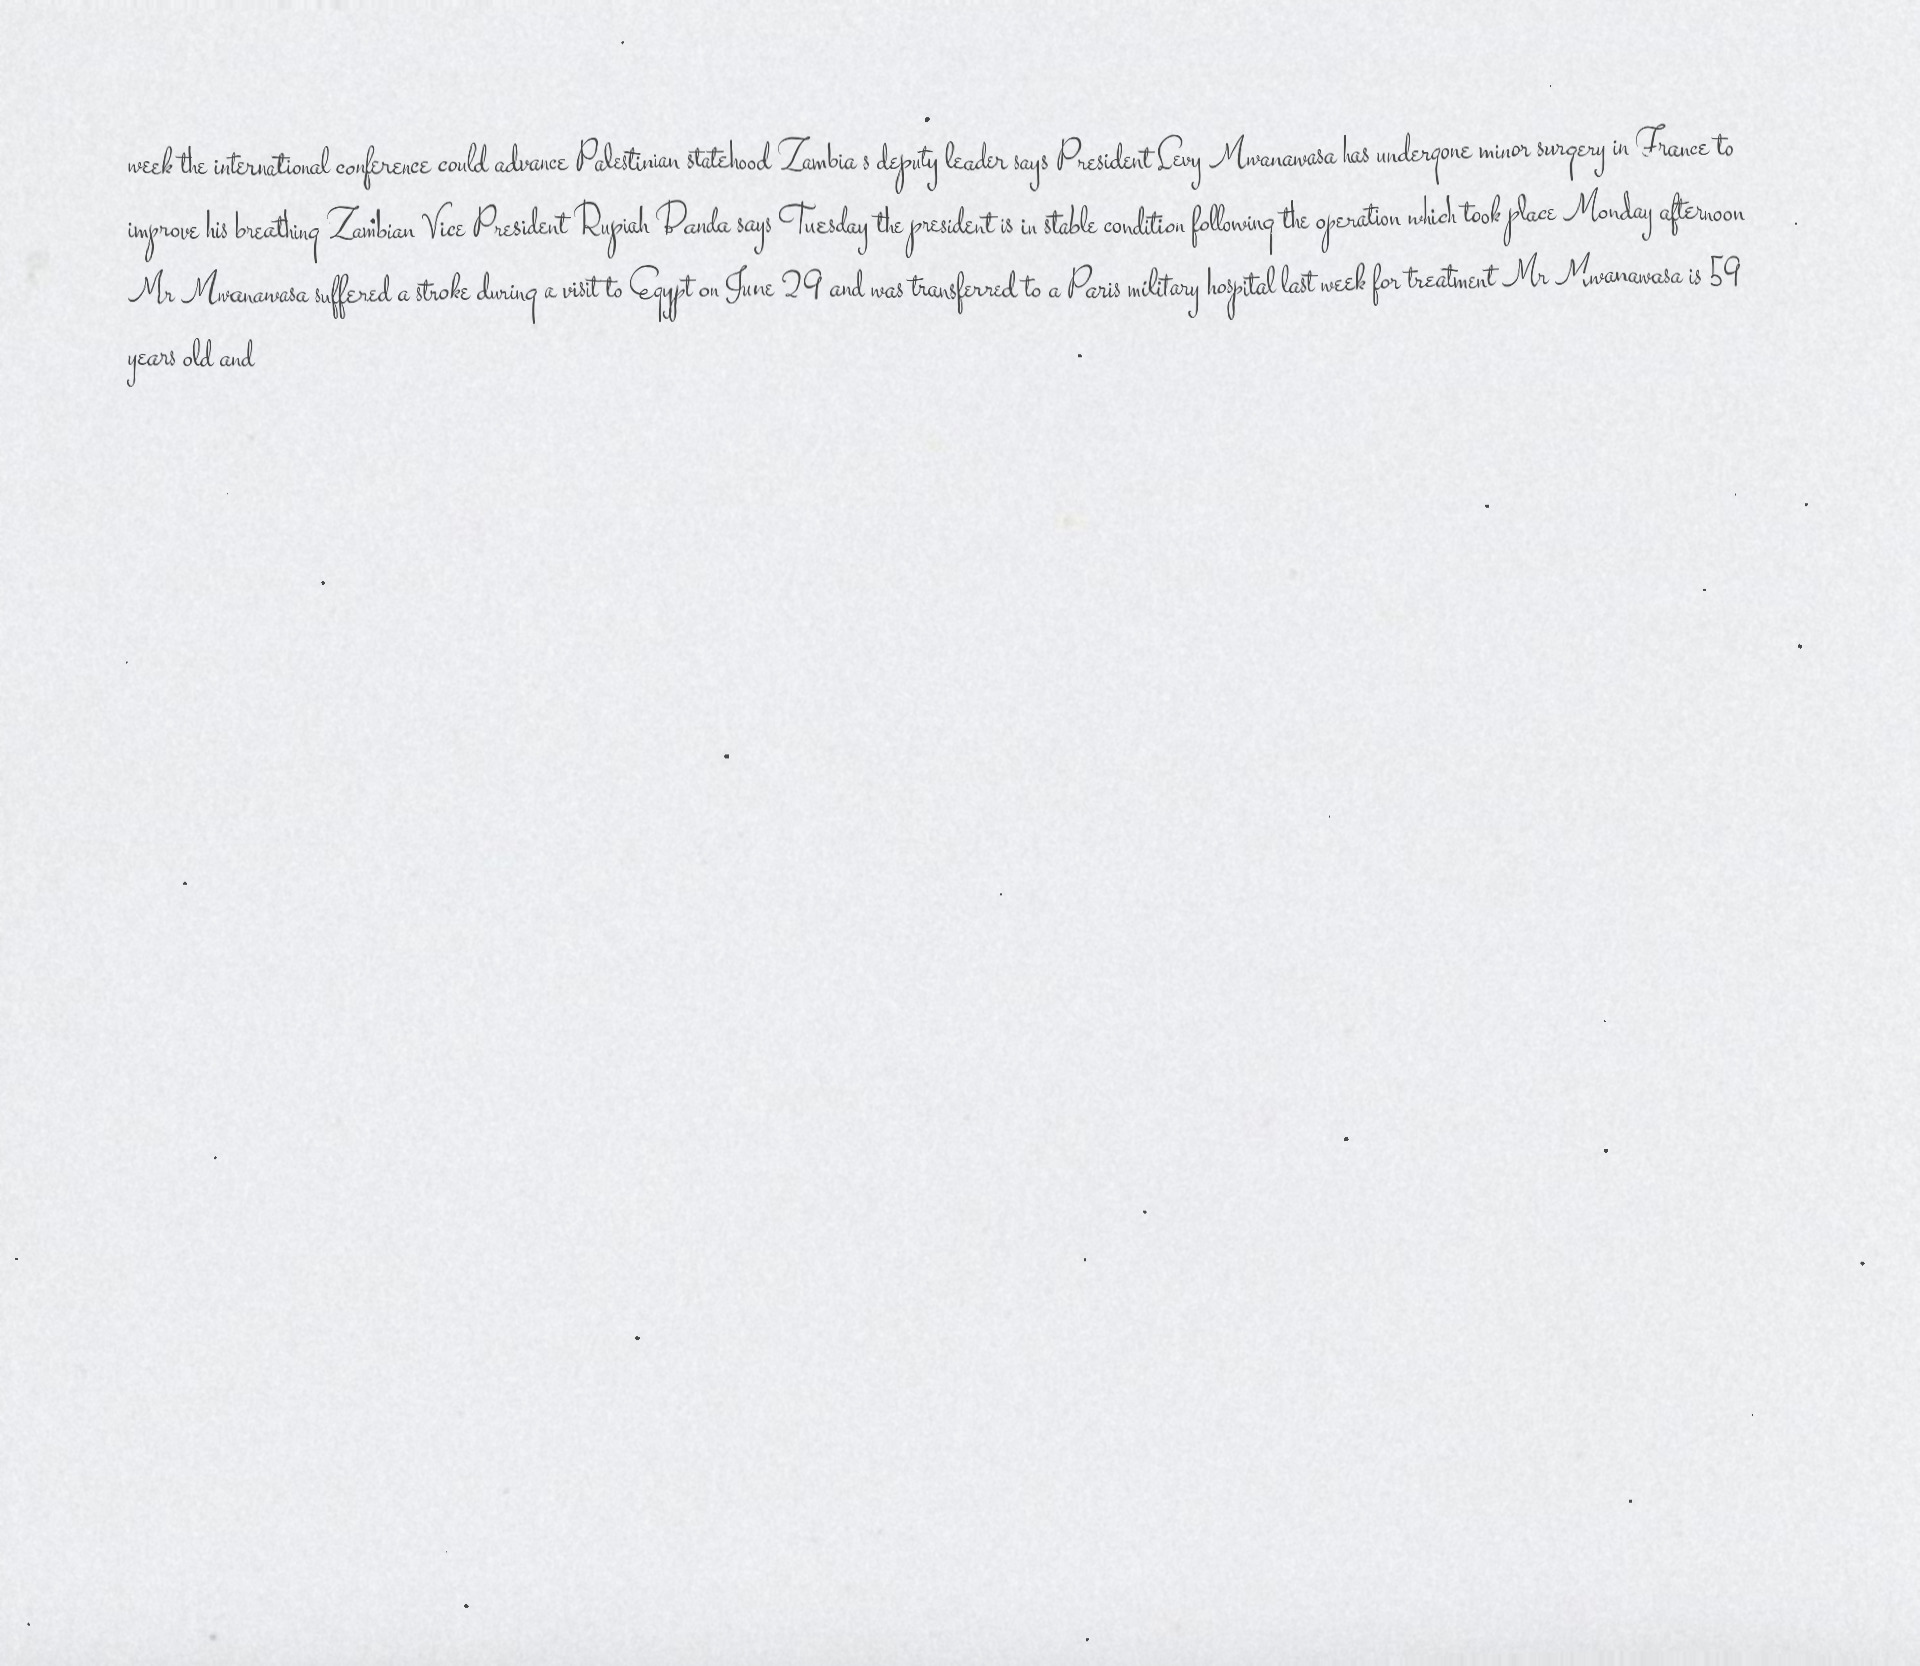 week the international conference could advance Palestinian statehood Zambia s deputy leader says President Levy Mwanawasa has undergone minor surgery in France to
improve his breathing Zambian Vice President Rupiah Banda says Tuesday the president is in stable condition following the operation which took place Monday afternoon
Mr Mwanawasa suffered a stroke during a visit to Egypt on June 29 and was transferred to a Paris military hospital last week for treatment Mr Mwanawasa is 59
years old and